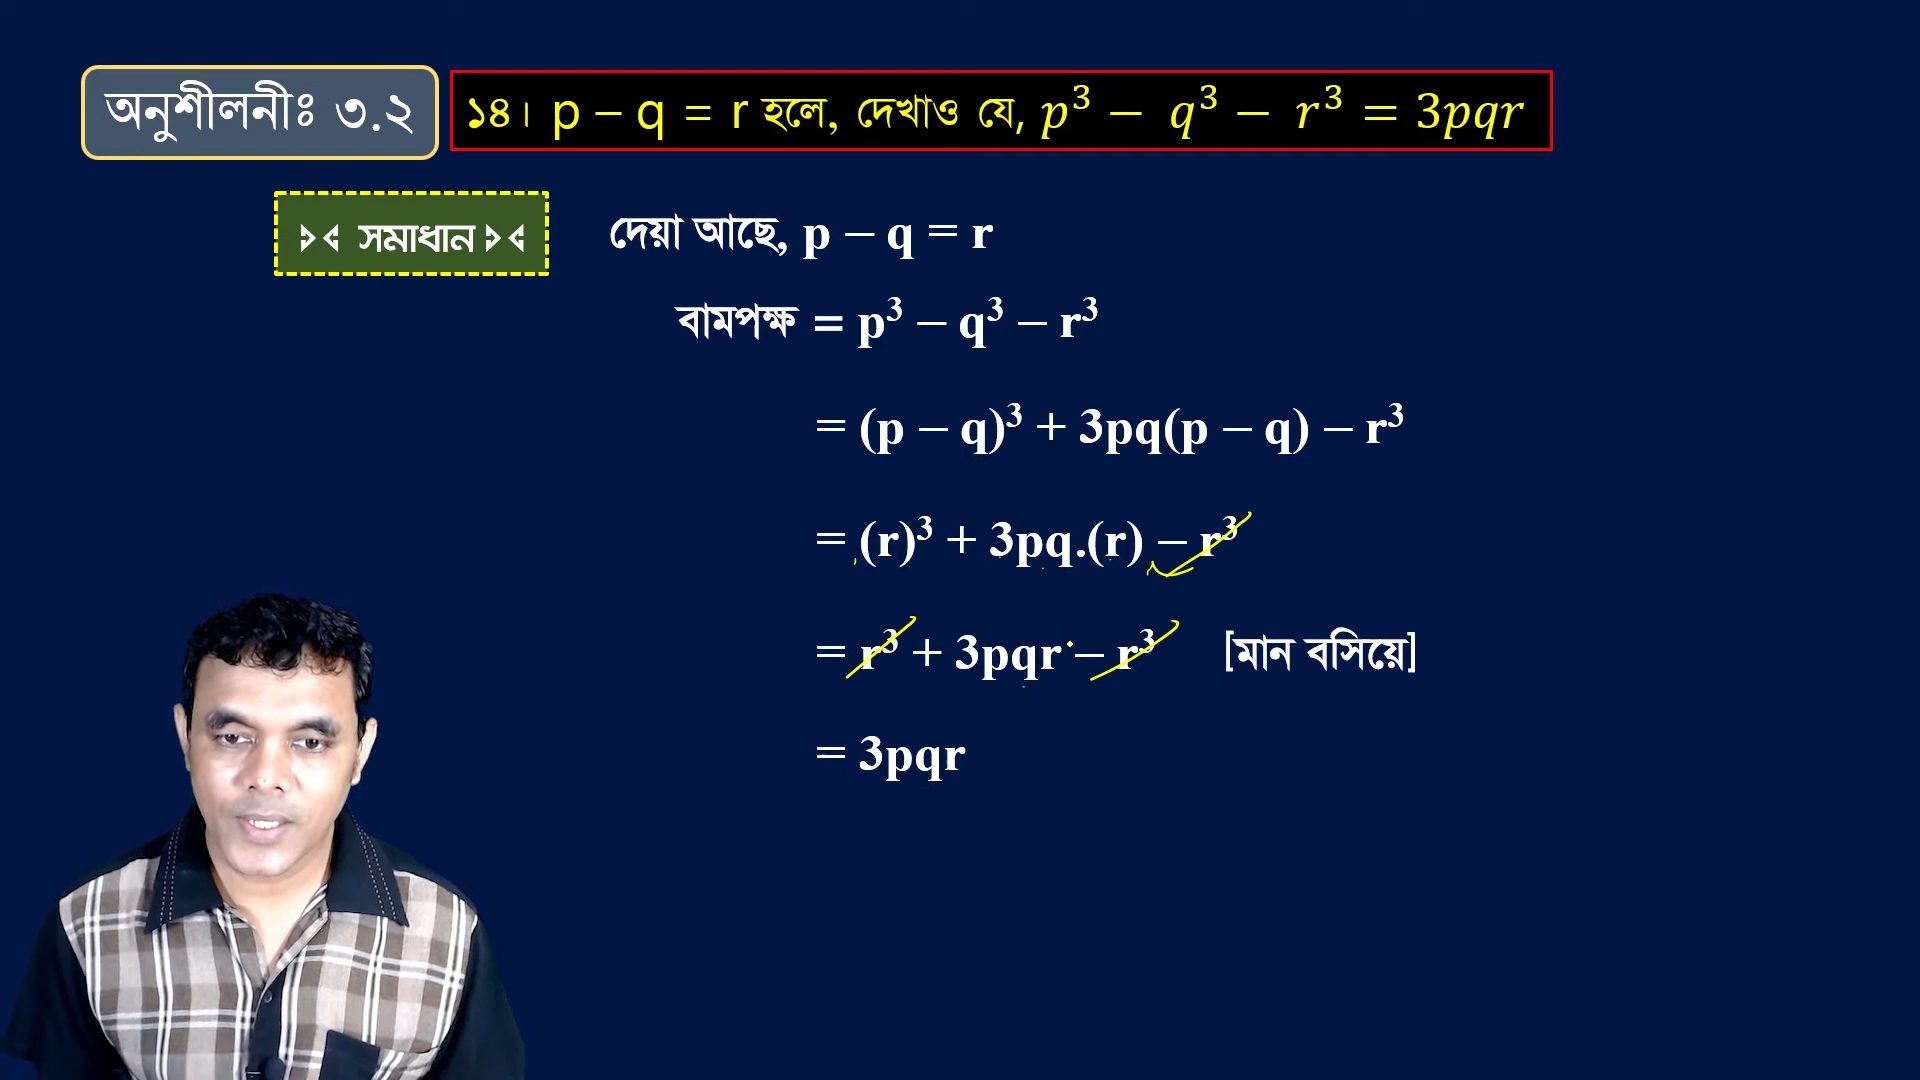 অনুশীলনীঃ ৩.২
১৪। p – q = r হলে, দেখাও যে, p³ – q³ – r³ = 3pqr
সমাধান
দেয়া আছে, p – q = r
বামপক্ষ = p³ – q³ – r³
= (p – q)³ + 3pq(p – q) – r³
= (r)³ + 3pq.(r) – r³
= r³ + 3pqr – r³ [মান বসিয়ে]
= 3pqr